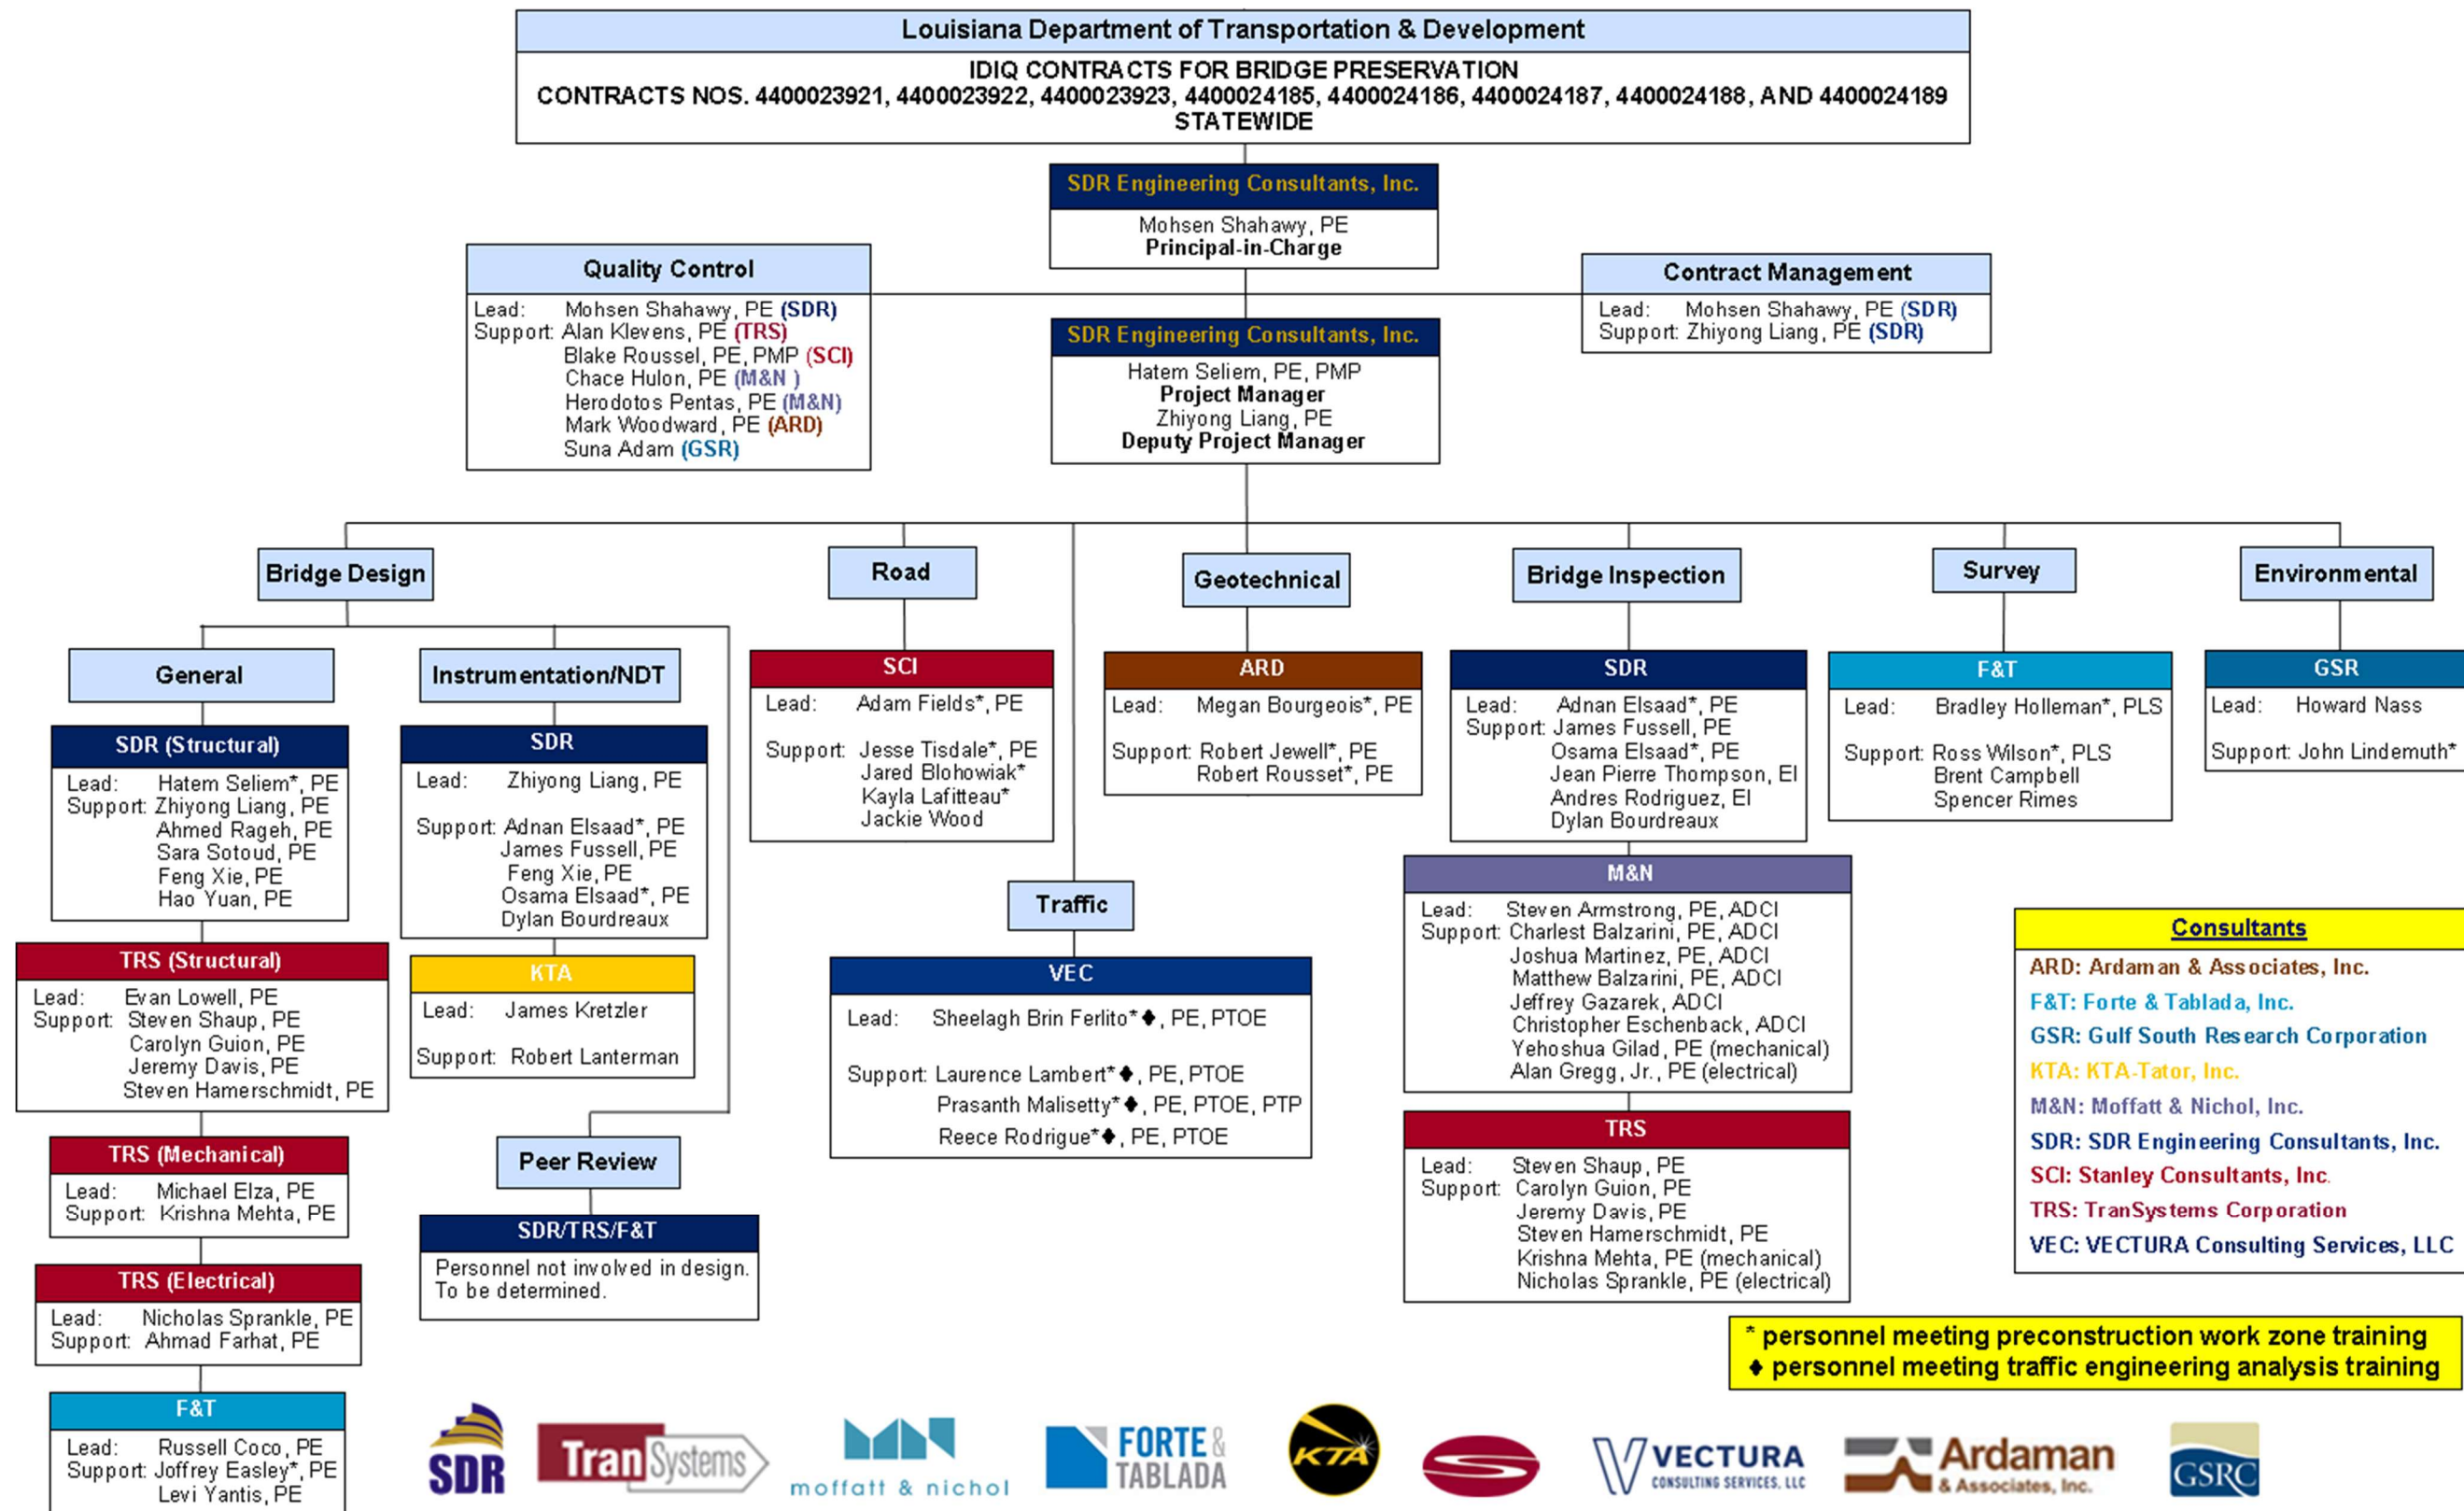 Louisiana Department of Transportation & Development
IDIQ CONTRACTS FOR BRIDGE PRESERVATION
CONTRACTS NOS. 4400023921, 4400023922, 4400023923, 4400024185, 4400024186, 4400024187, 4400024188, AND 4400024189
STATEWIDE
SDR Engineering Consultants, Inc.
Mohsen Shahawy, PE
Principal-in-Charge
Quality Control
Lead: Mohsen Shahawy, PE (SDR)
Support: Alan Klevens, PE (TRS)
Blake Roussel, PE, PMP (SCI)
Chace Hulon, PE (M&N )
Herodotos Pentas, PE (M&N)
Mark Woodward, PE (ARD)
Suna Adam (GSR)
Contract Management
Lead: Mohsen Shahawy, PE (SDR)
Support: Zhiyong Liang, PE (SDR)
SDR Engineering Consultants, Inc.
Hatem Seliem, PE, PMP
Project Manager
Zhiyong Liang, PE
Deputy Project Manager
Bridge Design
General
SDR (Structural)
Lead: Hatem Seliem*, PE
Support: Zhiyong Liang, PE
Ahmed Rageh, PE
Sara Sotoud, PE
Feng Xie, PE
Hao Yuan, PE
TRS (Structural)
Lead: Evan Lowell, PE
Support: Steven Shaup, PE
Carolyn Guion, PE
Jeremy Davis, PE
Steven Hamerschmidt, PE
TRS (Mechanical)
Lead: Michael Elza, PE
Support: Krishna Mehta, PE
TRS (Electrical)
Lead: Nicholas Sprankle, PE
Support: Ahmad Farhat, PE
F&T
Lead: Russell Coco, PE
Support: Joffrey Easley*, PE
Levi Yantis, PE
Instrumentation/NDT
SDR
Lead: Zhiyong Liang, PE
Support: Adnan Elsaad*, PE
James Fussell, PE
Feng Xie, PE
Osama Elsaad*, PE
Dylan Bourdreaux
KTA
Lead: James Kretzler
Support: Robert Lanterman
Peer Review
SDR/TRS/F&T
Personnel not involved in design.
To be determined.
Road
SCI
Lead: Adam Fields*, PE
Support: Jesse Tisdale*, PE
Jared Blohowiak*
Kayla Lafitteau*
Jackie Wood
Traffic
VEC
Lead: Sheelagh Brin Ferlito*♦, PE, PTOE
Support: Laurence Lambert*♦, PE, PTOE
Prasanth Malisetty*♦, PE, PTOE, PTP
Reece Rodrigue*♦, PE, PTOE
Geotechnical
ARD
Lead: Megan Bourgeois*, PE
Support: Robert Jewell*, PE
Robert Rousset*, PE
Bridge Inspection
SDR
Lead: Adnan Elsaad*, PE
Support: James Fussell, PE
Osama Elsaad*, PE
Jean Pierre Thompson, EI
Andres Rodriguez, EI
Dylan Bourdreaux
M&N
Lead: Steven Armstrong, PE, ADCI
Support: Charlest Balzarini, PE, ADCI
Joshua Martinez, PE, ADCI
Matthew Balzarini, PE, ADCI
Jeffrey Gazarek, ADCI
Christopher Eschenback, ADCI
Yehoshua Gilad, PE (mechanical)
Alan Gregg, Jr., PE (electrical)
TRS
Lead: Steven Shaup, PE
Support: Carolyn Guion, PE
Jeremy Davis, PE
Steven Hamerschmidt, PE
Krishna Mehta, PE (mechanical)
Nicholas Sprankle, PE (electrical)
Survey
F&T
Lead: Bradley Holleman*, PLS
Support: Ross Wilson*, PLS
Brent Campbell
Spencer Rimes
Environmental
GSR
Lead: Howard Nass
Support: John Lindemuth*
Consultants
ARD: Ardaman & Associates, Inc.
F&T: Forte & Tablada, Inc.
GSR: Gulf South Research Corporation
KTA: KTA-Tator, Inc.
M&N: Moffatt & Nichol, Inc.
SDR: SDR Engineering Consultants, Inc.
SCI: Stanley Consultants, Inc.
TRS: TranSystems Corporation
VEC: VECTURA Consulting Services, LLC
* personnel meeting preconstruction work zone training
♦ personnel meeting traffic engineering analysis training
SDR
TranSystems
moffatt & nichol
FORTE &
TABLADA
KTA
VECTURA
CONSULTING SERVICES, LLC
Ardaman
& Associates, Inc.
GSRC